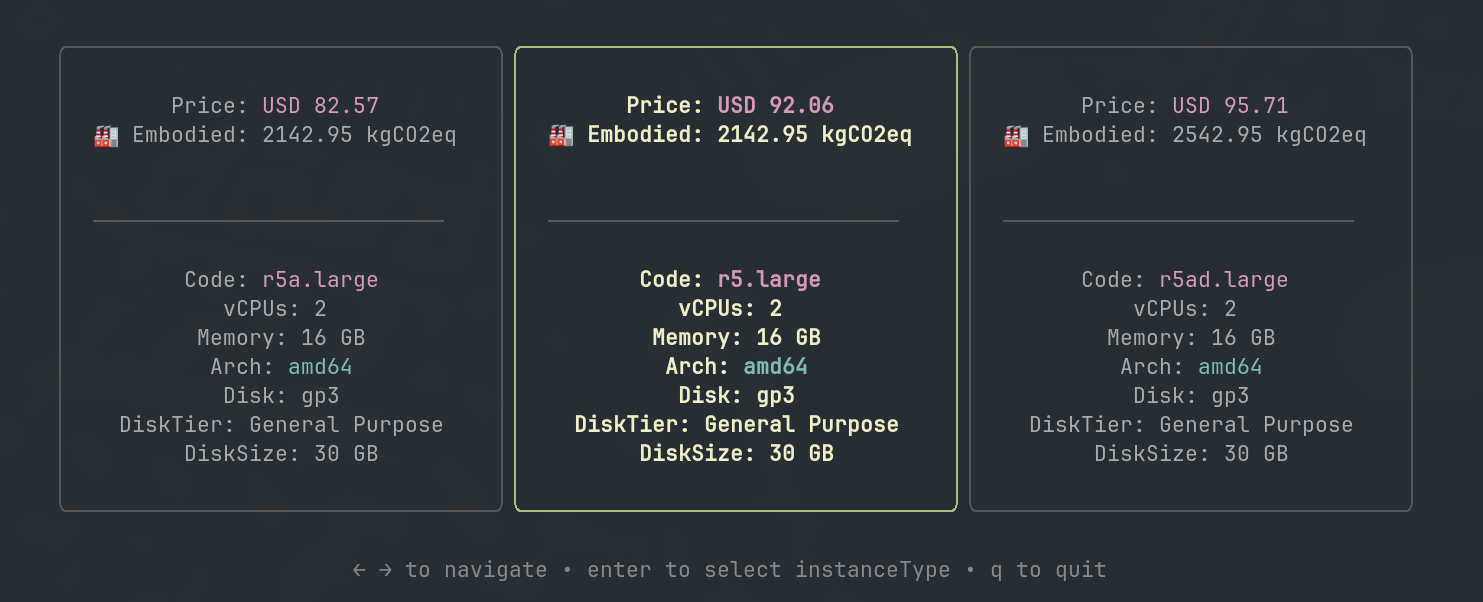 Price: USD 82.57
🏭 Embodied: 2142.95 kgCO2eq
Code: r5a.large
vCPUs: 2
Memory: 16 GB
Arch: amd64
Disk: gp3
DiskTier: General Purpose
DiskSize: 30 GB
Price: USD 92.06
🏭 Embodied: 2142.95 kgCO2eq
Code: r5.large
vCPUs: 2
Memory: 16 GB
Arch: amd64
Disk: gp3
DiskTier: General Purpose
DiskSize: 30 GB
Price: USD 95.71
🏭 Embodied: 2542.95 kgCO2eq
Code: r5ad.large
vCPUs: 2
Memory: 16 GB
Arch: amd64
Disk: gp3
DiskTier: General Purpose
DiskSize: 30 GB
← → to navigate • enter to select instanceType • q to quit